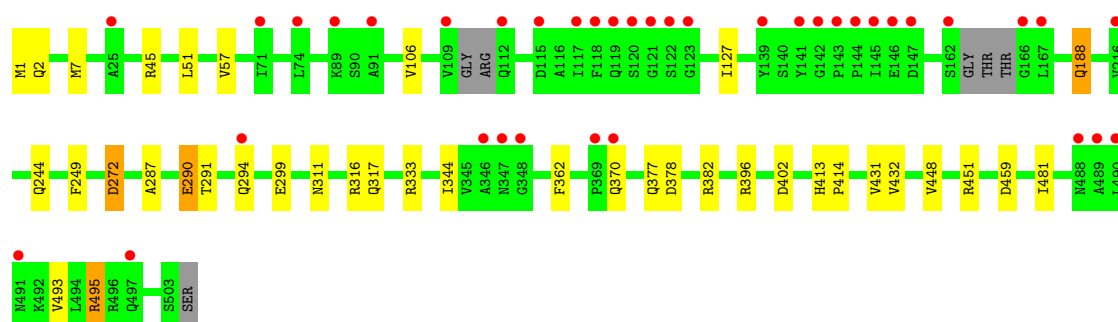 M1 Q2 M7 A25 R45 L51 V57 I71 L74 K89 S90 A91 V106 V109 GLY ARG Q112 D115 A116 I117 F118 Q119 S120 G121 S122 G123 I127 Y139 S140 Y141 G142 P143 P144 I145 E146 D147 S162 GLY THR THR G166 L167 Q188 V216
Q244 F249 D272 A287 E290 T291 Q294 E299 N311 R316 Q317 R333 I344 V345 A346 N347 G348 F362 P369 Q370 Q377 D378 R382 R396 D402 H413 P414 V431 V432 V448 R451 D459 I481 N488 A489 L490
N491 K492 V493 L494 R495 R496 Q497 S503 SER